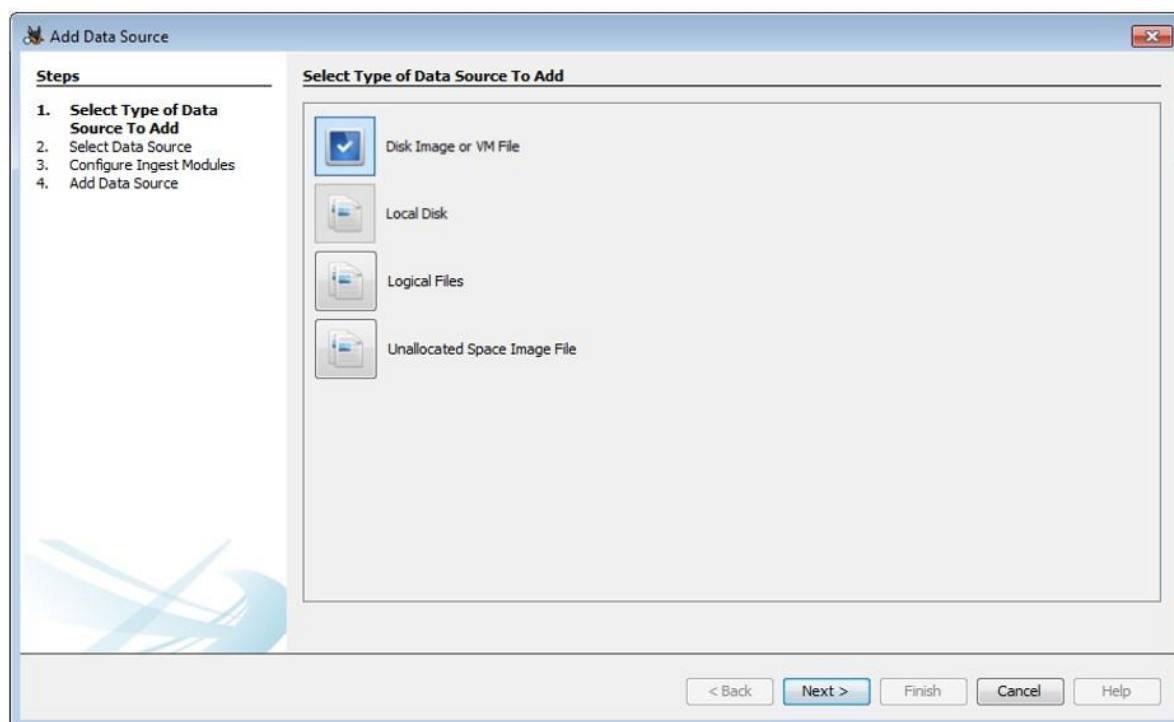 Add Data Source
Steps
1. Select Type of Data
Source To Add
2. Select Data Source
3. Configure Ingest Modules
4. Add Data Source
Select Type of Data Source To Add
Disk Image or VM File
Local Disk
Logical Files
Unallocated Space Image File
< Back
Next >
Finish
Cancel
Help